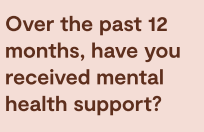 Over the past 12
months, have you
received mental
health support?